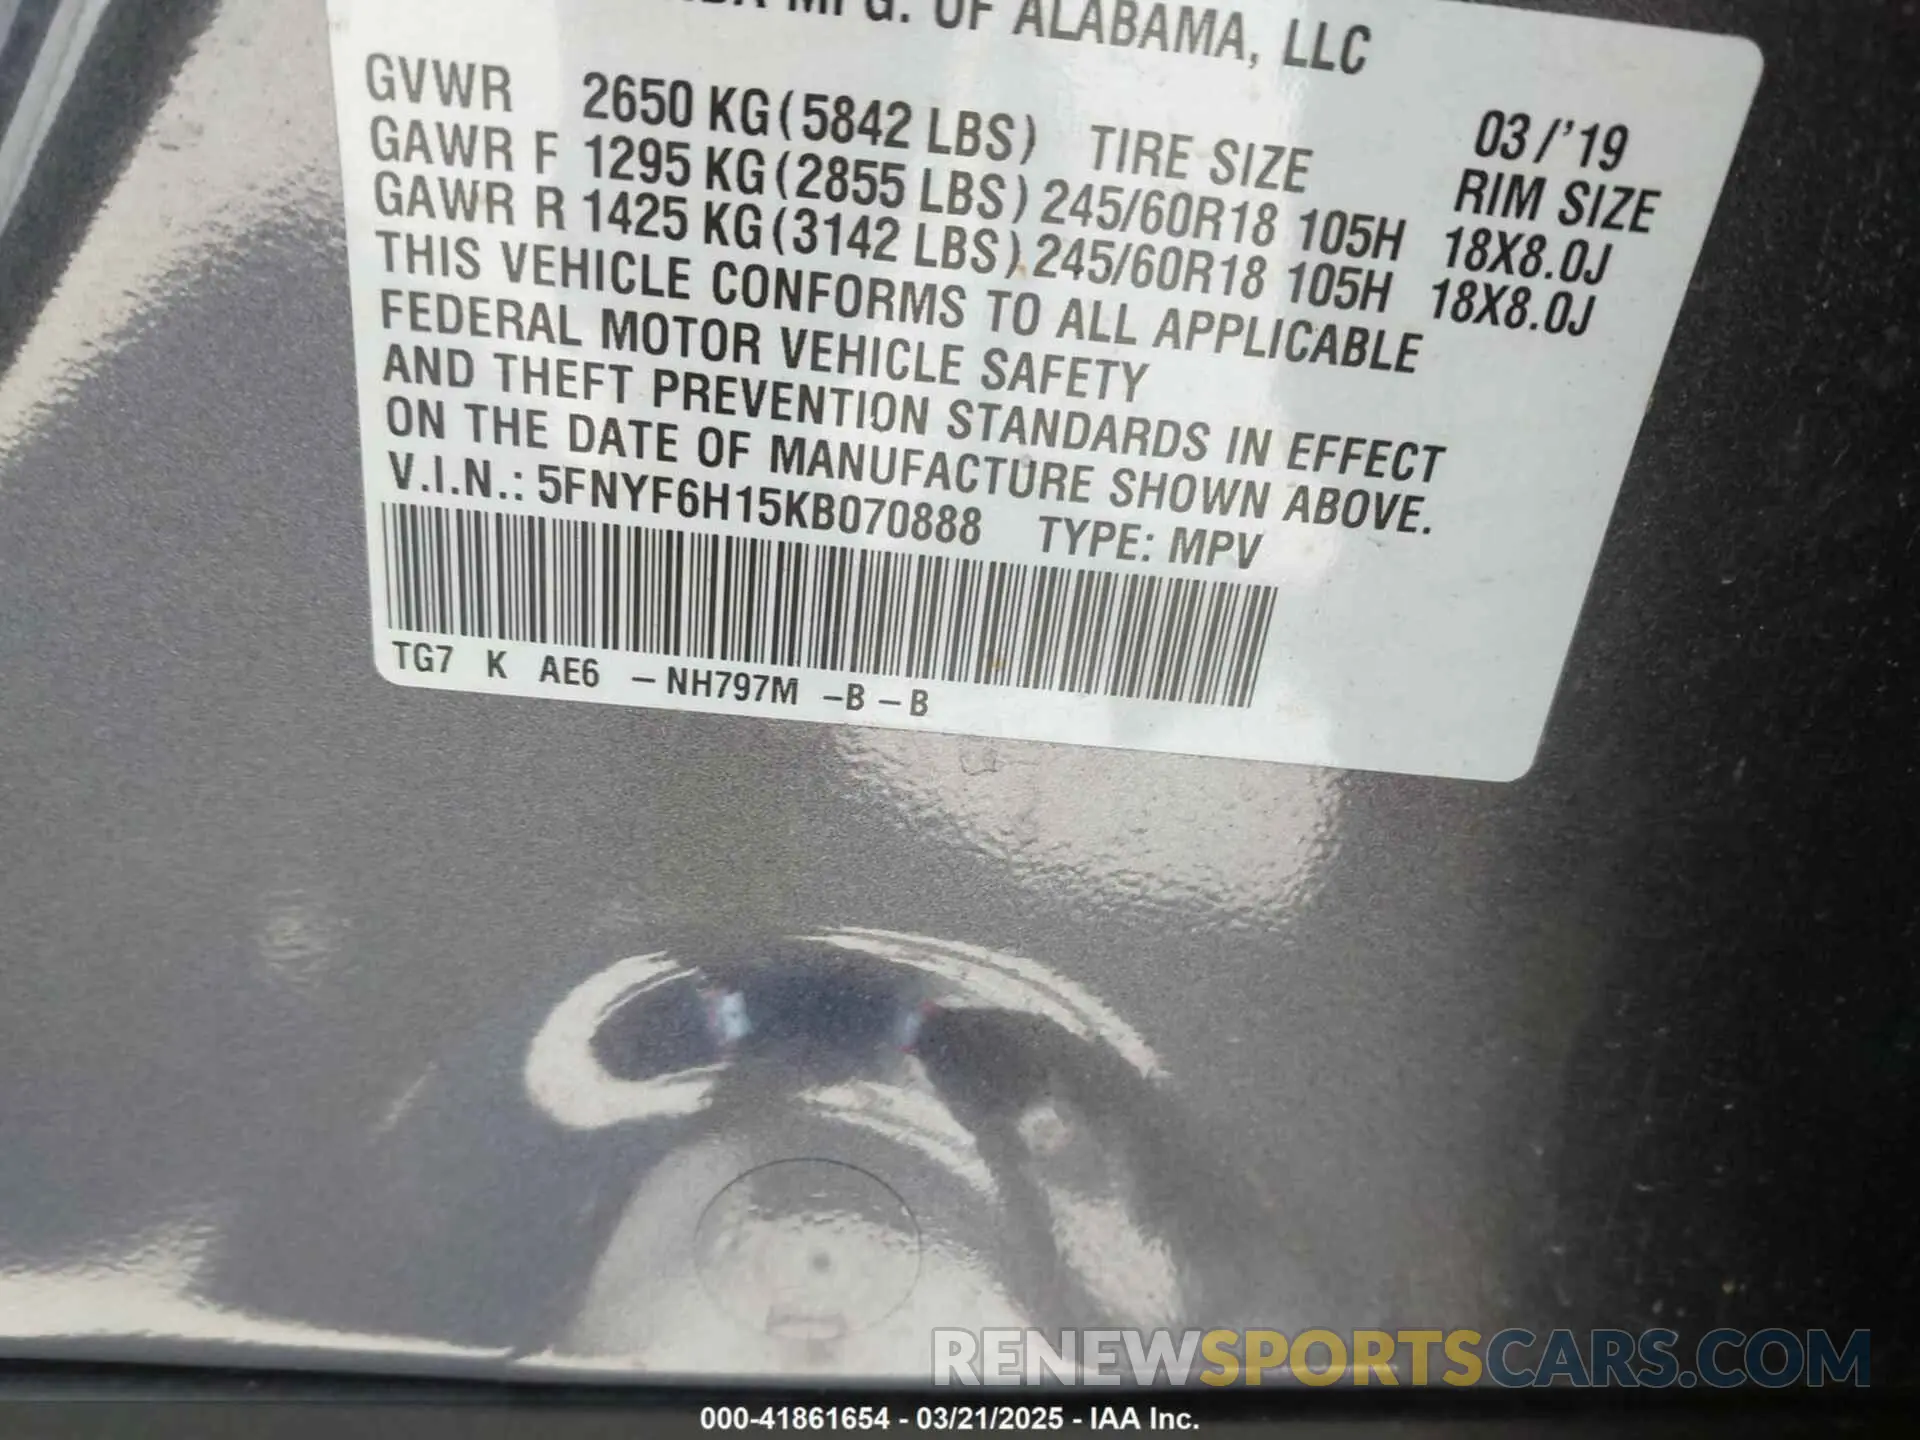 MFG. OF ALABAMA, LLC
GVWR 2650 KG (5842 LBS) TIRE SIZE 03/'19
GAWR F 1295 KG (2855 LBS) 245/60R18 105H RIM SIZE 18X8.0J
GAWR R 1425 KG (3142 LBS) 245/60R18 105H 18X8.0J
THIS VEHICLE CONFORMS TO ALL APPLICABLE
FEDERAL MOTOR VEHICLE SAFETY
AND THEFT PREVENTION STANDARDS IN EFFECT
ON THE DATE OF MANUFACTURE SHOWN ABOVE.
V.I.N.: 5FNYF6H15KB070888 TYPE: MPV
TG7 K AE6 – NH797M –B – B
RENEWSPORTSCARS.COM
000-41861654 - 03/21/2025 - IAA Inc.